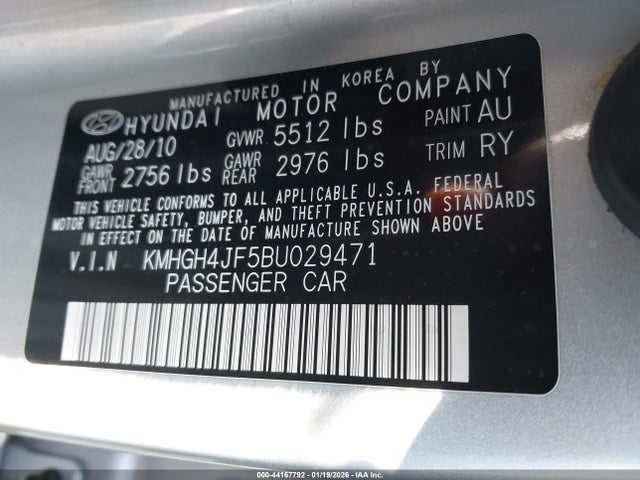 MANUFACTURED IN KOREA BY
HYUNDAI MOTOR COMPANY
AUG/28/10 GVWR 5512 lbs PAINT AU
GAWR FRONT 2756 lbs GAWR REAR 2976 lbs TRIM RY
THIS VEHICLE CONFORMS TO ALL APPLICABLE U.S.A. FEDERAL
MOTOR VEHICLE SAFETY, BUMPER, AND THEFT PREVENTION STANDARDS
IN EFFECT ON THE DATE OF MANUFACTURE SHOWN ABOVE
V.I.N KMHGH4JF5BU029471
PASSENGER CAR
000-44167792 - 01/19/2026 - IAA Inc.